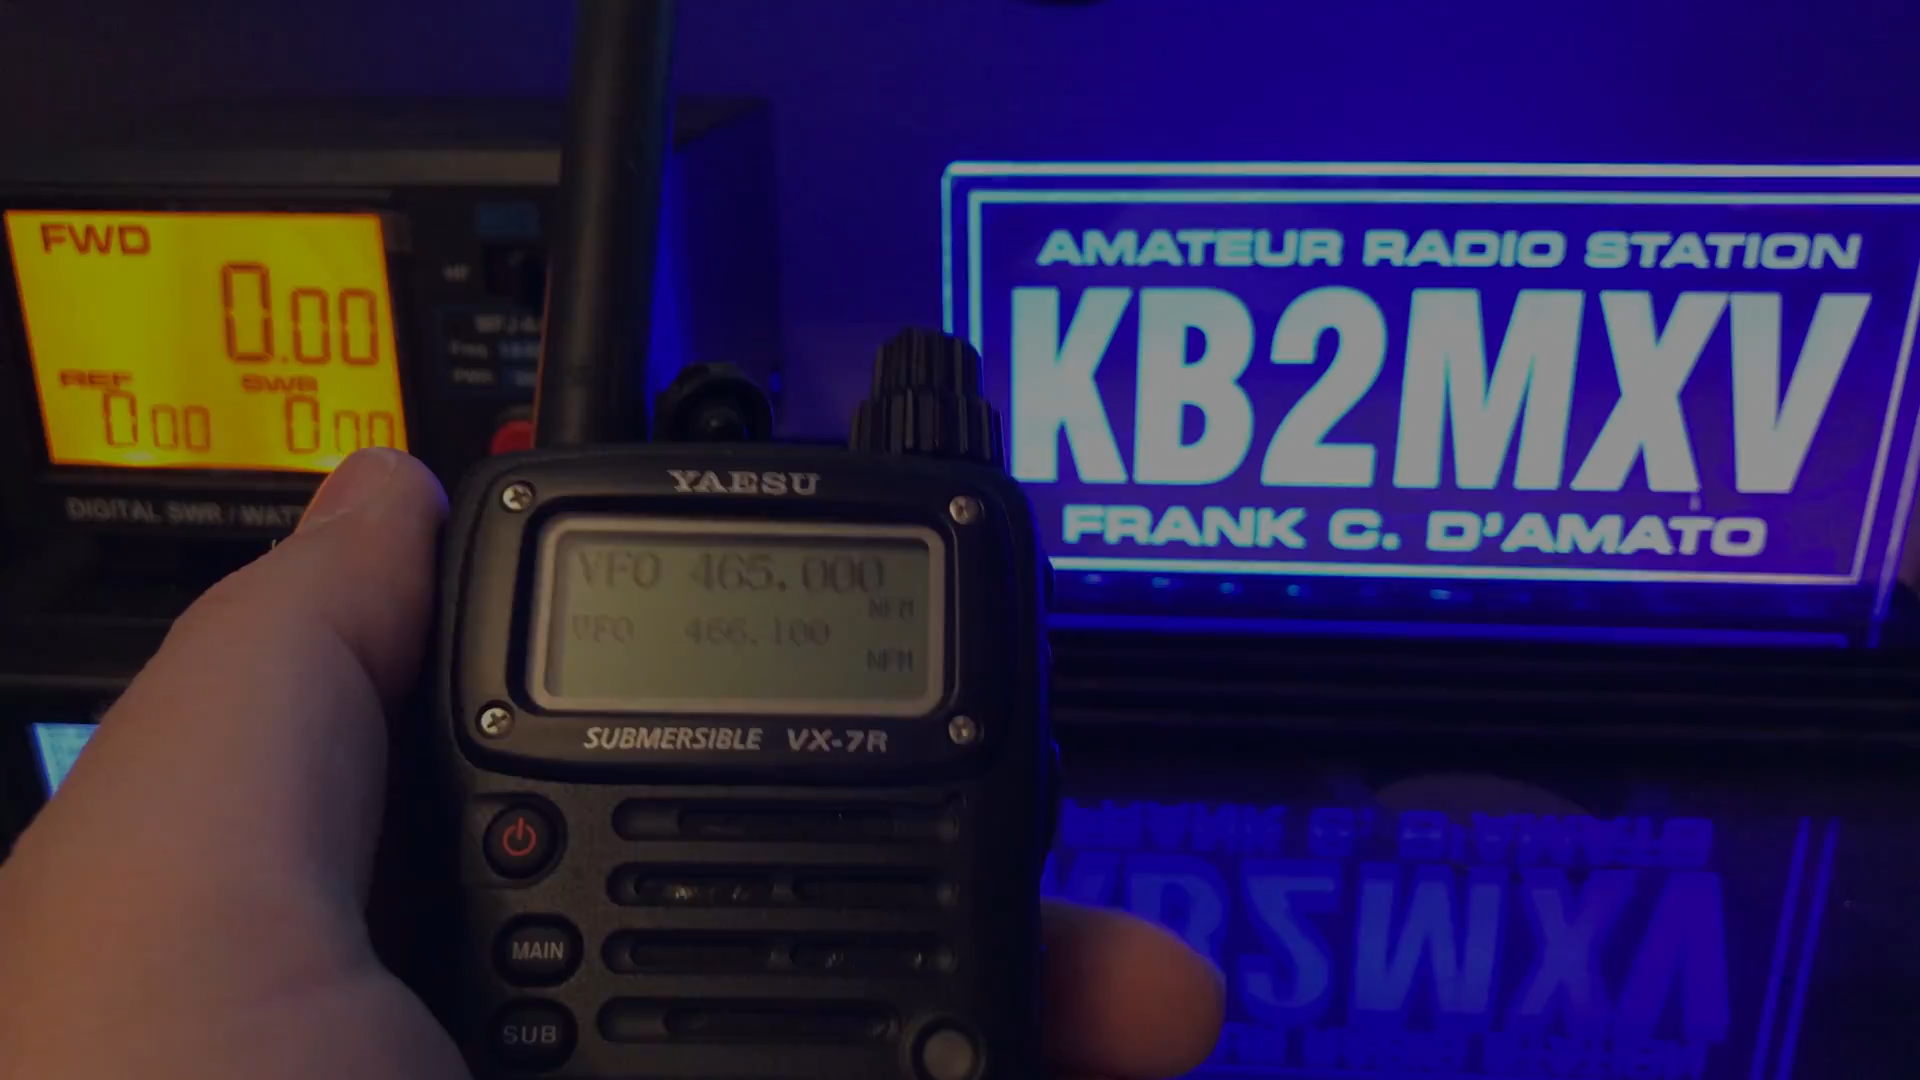 FWD
0.00
REF SWR
0.00 0.00
DIGITAL SWR / WATT
HF
AMATEUR RADIO STATION
KB2MXV
FRANK C. D'AMATO
YAESU
VFO 465.000
NFM
VFO 466.100
NFM
SUBMERSIBLE VX-7R
MAIN
SUB